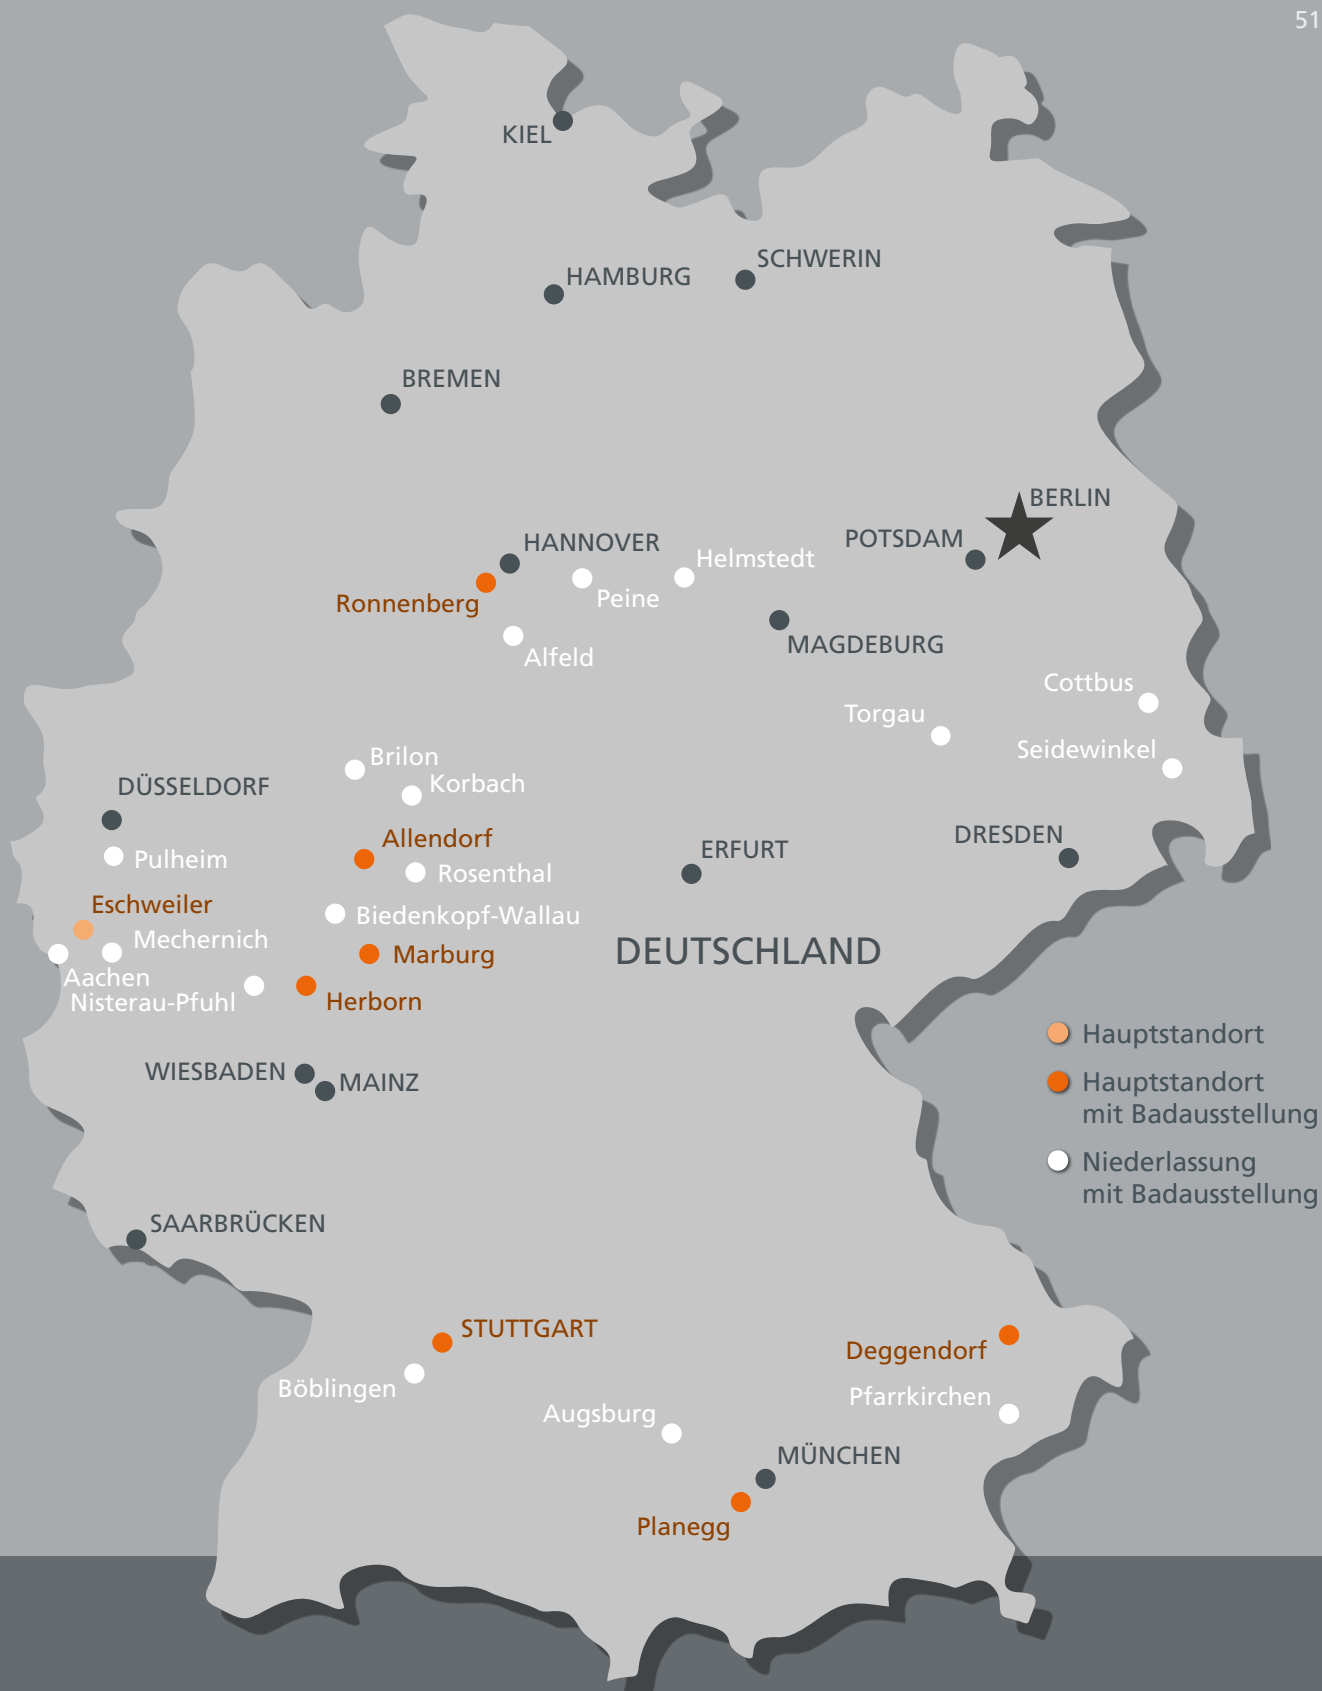 51
KIEL
SCHWERIN
HAMBURG
BREMEN
BERLIN
POTSDAM
HANNOVER
Helmstedt
Peine
Ronnenberg
MAGDEBURG
Alfeld
Cottbus
Torgau
Seidewinkel
Brilon
Korbach
DÜSSELDORF
Allendorf
DRESDEN
ERFURT
Pulheim
Rosenthal
Eschweiler
Biedenkopf-Wallau
Mechernich
Marburg
DEUTSCHLAND
Aachen
Nisterau-Pfuhl
Herborn
Hauptstandort
Hauptstandort
mit Badausstellung
Niederlassung
mit Badausstellung
WIESBADEN
MAINZ
SAARBRÜCKEN
STUTTGART
Deggendorf
Böblingen
Pfarrkirchen
Augsburg
MÜNCHEN
Planegg